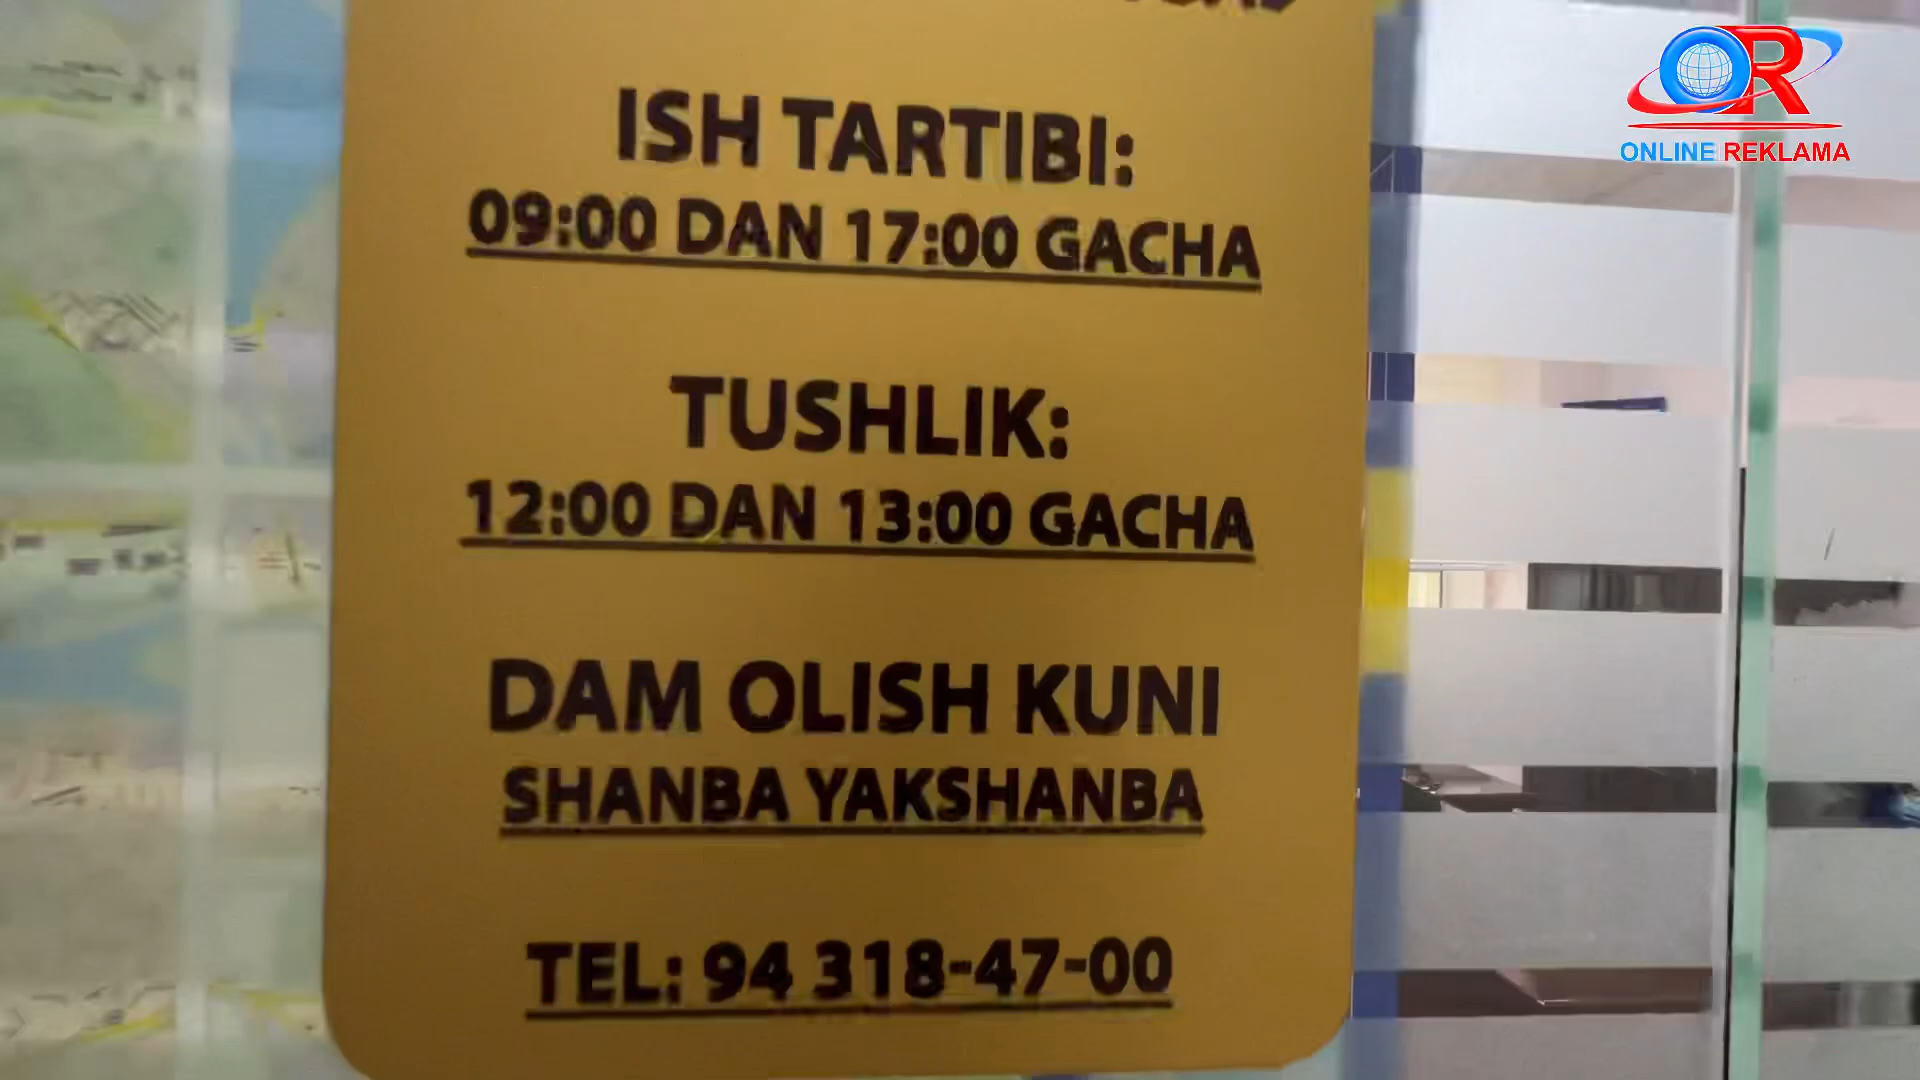 ISH TARTIBI:
09:00 DAN 17:00 GACHA
TUSHLIK:
12:00 DAN 13:00 GACHA
DAM OLISH KUNI
SHANBA YAKSHANBA
TEL: 94 318-47-00
OR
ONLINE REKLAMA